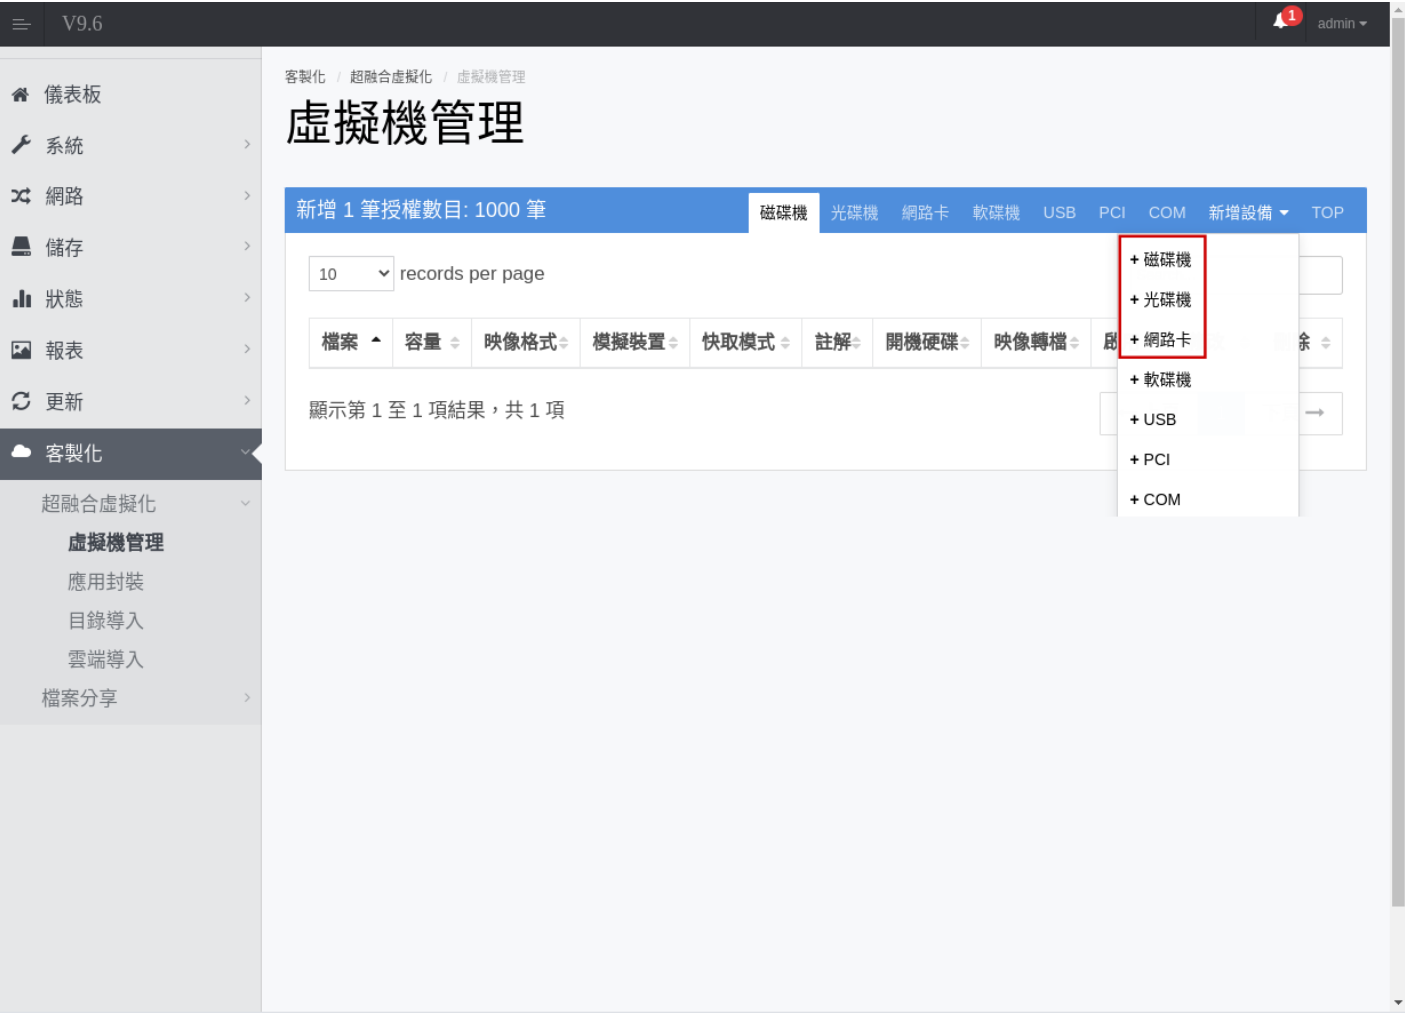 V9.6
1
admin
儀表板
系統
網路
儲存
狀態
報表
更新
客製化
超融合虛擬化
虛擬機管理
應用封裝
目錄導入
雲端導入
檔案分享
客製化 / 超融合虛擬化 / 虛擬機管理
虛擬機管理
新增 1 筆授權數目: 1000 筆
磁碟機 光碟機 網路卡 軟碟機 USB PCI COM 新增設備 TOP
10 records per page
檔案 容量 映像格式 模擬裝置 快取模式 註解 開機硬碟 映像轉檔
顯示第 1 至 1 項結果，共 1 項
+ 磁碟機
+ 光碟機
+ 網路卡
+ 軟碟機
+ USB
+ PCI
+ COM